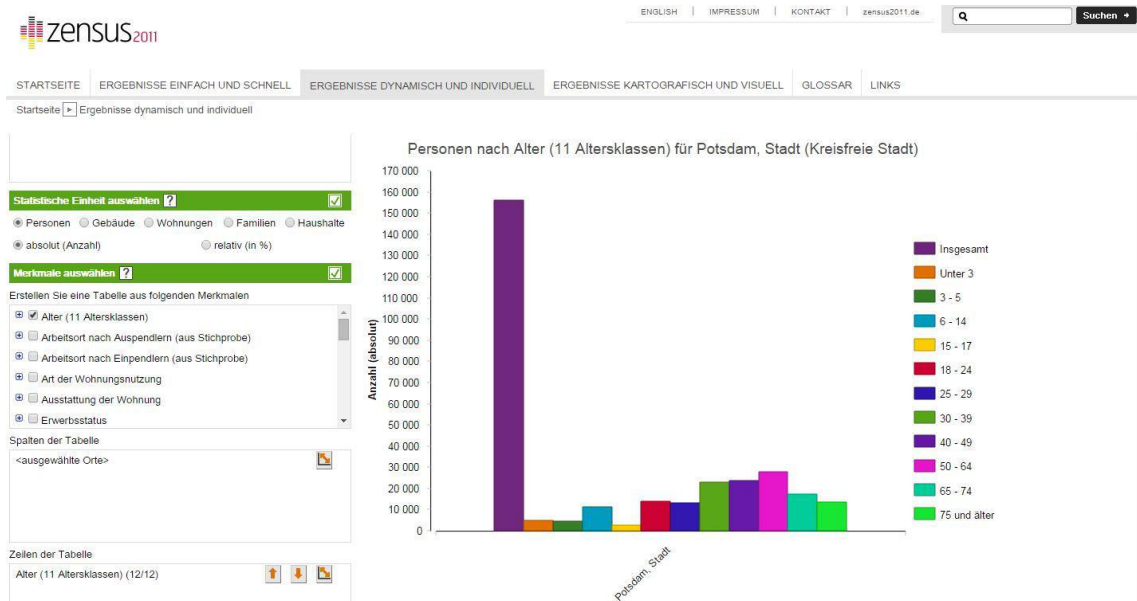 ENGLISH | IMPRESSUM | KONTAKT | zensus2011.de
Suchen
zensus2011
STARTSEITE
ERGEBNISSE EINFACH UND SCHNELL
ERGEBNISSE DYNAMISCH UND INDIVIDUELL
ERGEBNISSE KARTOGRAFISCH UND VISUELL
GLOSSAR
LINKS
Startseite Ergebnisse dynamisch und individuell
Statistische Einheit auswählen ?
Personen Gebäude Wohnungen Familien Haushalte
absolut (Anzahl) relativ (in %)
Merkmale auswählen ?
Erstellen Sie eine Tabelle aus folgenden Merkmalen
Alter (11 Altersklassen)
Arbeitsort nach Auspendlern (aus Stichprobe)
Arbeitsort nach Einpendlern (aus Stichprobe)
Art der Wohnungsnutzung
Ausstattung der Wohnung
Erwerbsstatus
Spalten der Tabelle
<ausgewählte Orte>
Zeilen der Tabelle
Alter (11 Altersklassen) (12/12)
Personen nach Alter (11 Altersklassen) für Potsdam, Stadt (Kreisfreie Stadt)
Anzahl (absolut)
170 000
160 000
150 000
140 000
130 000
120 000
110 000
100 000
90 000
80 000
70 000
60 000
50 000
40 000
30 000
20 000
10 000
0
Potsdam, Stadt
Insgesamt
Unter 3
3 - 5
6 - 14
15 - 17
18 - 24
25 - 29
30 - 39
40 - 49
50 - 64
65 - 74
75 und älter